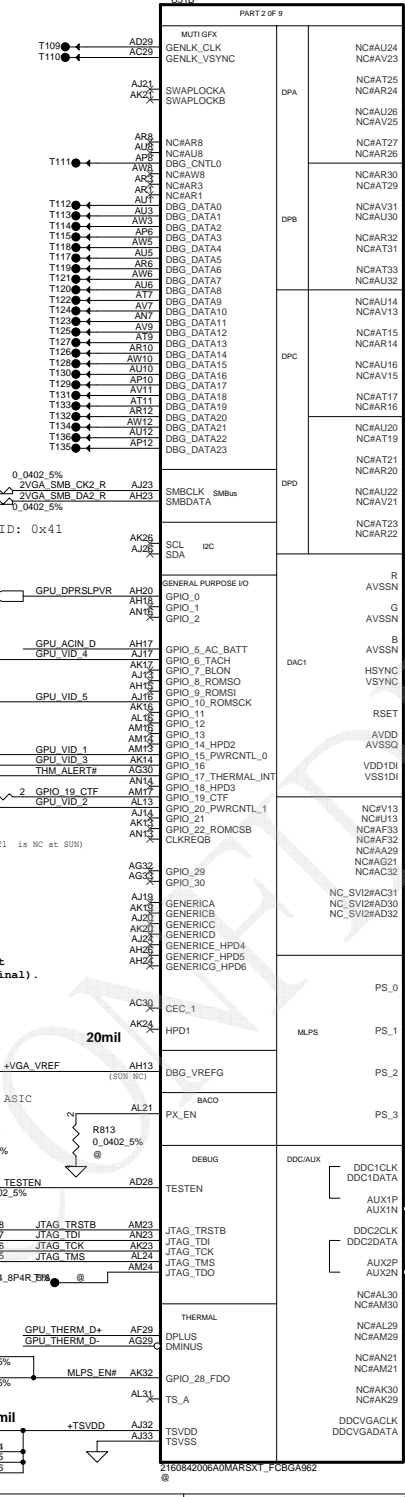 U51B
PART 2 OF 9
MUTI GFX
T109 AD29 GENLK_CLK
T110 AC29 GENLK_VSYNC
AJ21 SWAPLOCKA
AK21 SWAPLOCKB
AR8 NC#AR8
AU8 NC#AU8
T111 AP8 DBG_CNTL0
AW8 NC#AW8
AR3 NC#AR3
AR1 NC#AR1
T112 AU1 DBG_DATA0
T113 AU3 DBG_DATA1
T114 AW3 DBG_DATA2
T115 AP6 DBG_DATA3
T118 AW5 DBG_DATA4
T117 AU5 DBG_DATA5
T119 AR6 DBG_DATA6
T121 AW6 DBG_DATA7
T120 AU6 DBG_DATA8
T122 AT7 DBG_DATA9
T124 AV7 DBG_DATA10
T123 AN7 DBG_DATA11
T125 AV9 DBG_DATA12
T127 AT9 DBG_DATA13
T126 AR10 DBG_DATA14
T128 AW10 DBG_DATA15
T130 AU10 DBG_DATA16
T129 AP10 DBG_DATA17
T131 AV11 DBG_DATA18
T133 AT11 DBG_DATA19
T132 AR12 DBG_DATA20
T134 AW12 DBG_DATA21
T136 AU12 DBG_DATA22
T135 AP12 DBG_DATA23
0_0402_5%
2VGA_SMB_CK2_R AJ23 SMBCLK SMBus
2VGA_SMB_DA2_R AH23 SMBDATA
0_0402_5%
ID: 0x41
AK26 SCL I2C
AJ26 SDA
GENERAL PURPOSE I/O
GPU_DPRSLPVR AH20 GPIO_0
AH18 GPIO_1
AN16 GPIO_2
GPU_ACIN_D AH17 GPIO_5_AC_BATT
GPU_VID_4 AJ17 GPIO_6_TACH
AK17 GPIO_7_BLON
AJ13 GPIO_8_ROMSO
AH15 GPIO_9_ROMSI
GPU_VID_5 AJ16 GPIO_10_ROMSCK
AK16 GPIO_11
AL16 GPIO_12
AM16 GPIO_13
AM14 GPIO_14_HPD2
GPU_VID_1 AM13 GPIO_15_PWRCNTL_0
GPU_VID_3 AK14 GPIO_16
THM_ALERT# AG30 GPIO_17_THERMAL_INT
AN14 GPIO_18_HPD3
2 GPIO_19_CTF AM17 GPIO_19_CTF
GPU_VID_2 AL13 GPIO_20_PWRCNTL_1
AJ14 GPIO_21
AK13 GPIO_22_ROMCSB
AN13 CLKREQB
21 is NC at SUN)
AG32 GPIO_29
AG33 GPIO_30
AJ19 GENERICA
AK19 GENERICB
AJ20 GENERICC
AK20 GENERICD
AJ24 GENERICE_HPD4
AH26 GENERICF_HPD5
AH24 GENERICG_HPD6
t
inal).
AC30 CEC_1
AK24 HPD1
20mil
+VGA_VREF AH13 DBG_VREFG
(SUN NC)
ASIC
BACO
AL21 PX_EN
2
R813
0_0402_5%
@
%
DEBUG
TESTEN AD28 TESTEN
02_5%
8 JTAG_TRSTB AM23 JTAG_TRSTB
7 JTAG_TDI AN23 JTAG_TDI
6 JTAG_TCK AK23 JTAG_TCK
5 JTAG_TMS AL24 JTAG_TMS
AM24 JTAG_TDO
4_8P4R_5% @
THERMAL
GPU_THERM_D+ AF29 DPLUS
GPU_THERM_D- AG29 DMINUS
5%
MLPS_EN# AK32 GPIO_28_FDO
5%
AL31 TS_A
mil
+TSVDD AJ32 TSVDD
AJ33 TSVSS
4
5
6
2160842006A0MARSXT_FCBGA962
@
DPA
NC#AU24
NC#AV23
NC#AT25
NC#AR24
NC#AU26
NC#AV25
NC#AT27
NC#AR26
DPB
NC#AR30
NC#AT29
NC#AV31
NC#AU30
NC#AR32
NC#AT31
NC#AT33
NC#AU32
DPC
NC#AU14
NC#AV13
NC#AT15
NC#AR14
NC#AU16
NC#AV15
NC#AT17
NC#AR16
DPD
NC#AU20
NC#AT19
NC#AT21
NC#AR20
NC#AU22
NC#AV21
NC#AT23
NC#AR22
DAC1
R
AVSSN
G
AVSSN
B
AVSSN
HSYNC
VSYNC
RSET
AVDD
AVSSQ
VDD1DI
VSS1DI
NC#V13
NC#U13
NC#AF33
NC#AF32
NC#AA29
NC#AG21
NC#AC32
NC_SVI2#AC31
NC_SVI2#AD30
NC_SVI2#AD32
MLPS
PS_0
PS_1
PS_2
PS_3
DDC/AUX
DDC1CLK
DDC1DATA
AUX1P
AUX1N
DDC2CLK
DDC2DATA
AUX2P
AUX2N
NC#AL30
NC#AM30
NC#AL29
NC#AM29
NC#AN21
NC#AM21
NC#AK30
NC#AK29
DDCVGACLK
DDCVGADATA
CONFID